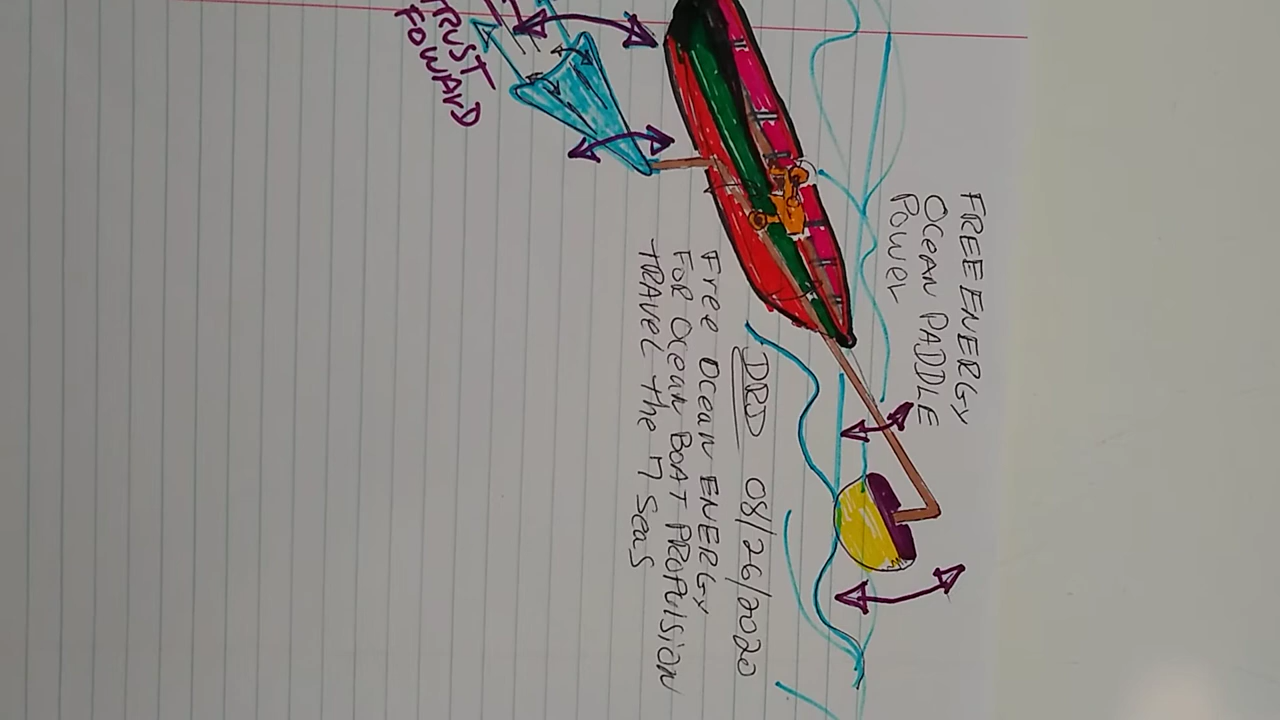 FREE ENERGY
OCEAN PADDLE
POWER
DRD 08/26/2020
Free Ocean ENERGY
FOR Ocean BOAT PROPULSION
TRAVEL the 7 Seas
TRUST
FOWARD